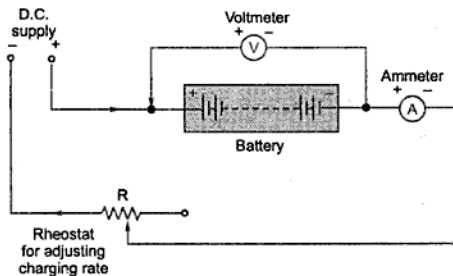 D.C.
supply
− +
Voltmeter
+ V −
Ammeter
+ −
A
+ −
Battery
R
Rheostat
for adjusting
charging rate